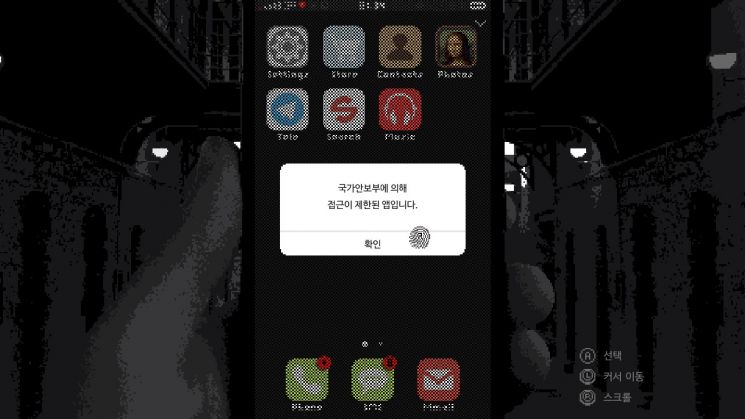 Settings
Store
Contacts
Photos
Tele
Search
Music
국가안보부에 의해
접근이 제한된 앱입니다.
확인
Phone
SMS
Mmail
A 선택
L 커서 이동
R 스크롤